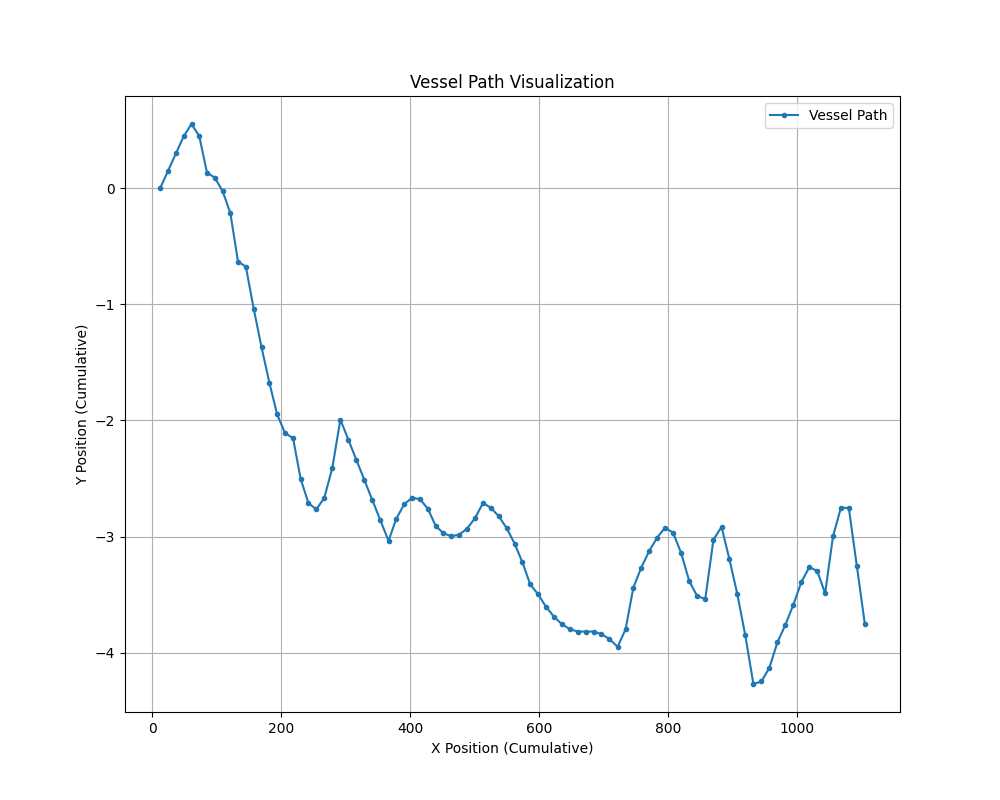 Vessel Path Visualization
Vessel Path
Y Position (Cumulative)
0
−1
−2
−3
−4
0 200 400 600 800 1000
X Position (Cumulative)